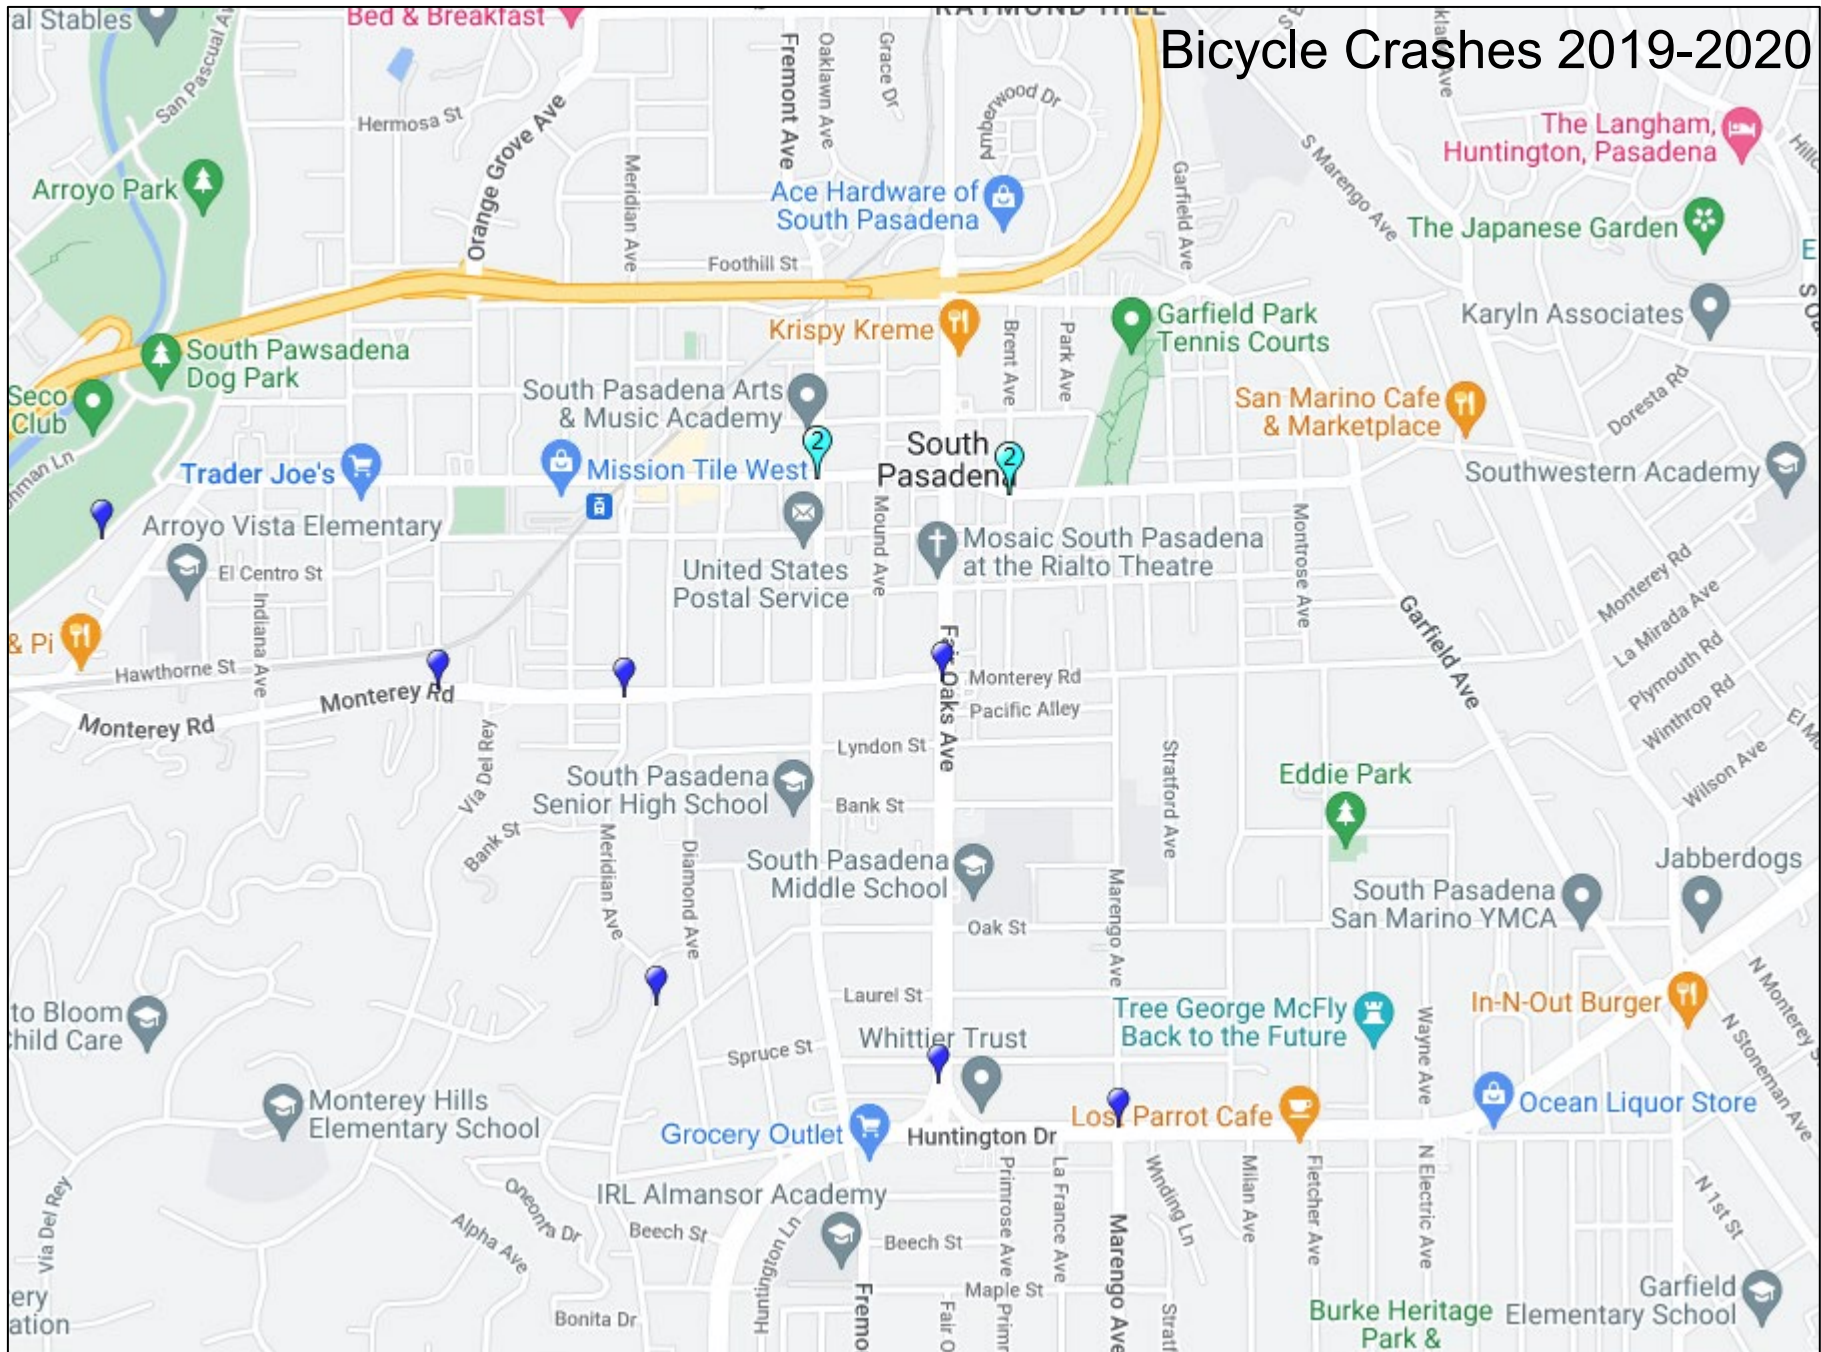 al Stables
Bed & Breakfast
RAYMOND HILL
Bicycle Crashes 2019-2020
San Pascual Av
Hermosa St
Orange Grove Ave
Meridian Ave
Fremont Ave
Oaklawn Ave
Grace Dr
Amberwood Dr
The Langham,
Huntington, Pasadena
S Marengo Ave
Garfield Ave
Arroyo Park
Ace Hardware of
South Pasadena
The Japanese Garden
E
Foothill St
Krispy Kreme
Brent Ave
Park Ave
Garfield Park
Tennis Courts
Karyln Associates
South Pawsadena
Dog Park
Seco
Club
South Pasadena Arts
& Music Academy
San Marino Cafe
& Marketplace
Doresta Rd
hman Ln
Trader Joe's
Mission Tile West
2
South
Pasadena
2
Southwestern Academy
Arroyo Vista Elementary
El Centro St
Indiana Ave
United States
Postal Service
Mound Ave
Mosaic South Pasadena
at the Rialto Theatre
Montrose Ave
Garfield Ave
Monterey Rd
La Mirada Ave
Plymouth Rd
Winthrop Rd
Wilson Ave
& Pi
Hawthorne St
Monterey Rd
Monterey Rd
Fair Oaks Ave
Monterey Rd
Pacific Alley
Via Del Rey
Lyndon St
South Pasadena
Senior High School
Bank St
Bank St
Meridian Ave
Diamond Ave
Stratford Ave
Eddie Park
South Pasadena
Middle School
Marengo Ave
Oak St
Jabberdogs
South Pasadena
San Marino YMCA
to Bloom
Child Care
Laurel St
Spruce St
Whittier Trust
Tree George McFly
Back to the Future
Wayne Ave
In-N-Out Burger
N Monterey S
N Stoneman Ave
Monterey Hills
Elementary School
Grocery Outlet
Huntington Dr
Lost Parrot Cafe
Ocean Liquor Store
Via Del Rey
Oneonta Dr
Alpha Ave
IRL Almansor Academy
Beech St
Huntington Ln
Beech St
Primrose Ave
La France Ave
Marengo Ave
Winding Ln
Milan Ave
Fletcher Ave
N Electric Ave
N 1st St
ery
ation
Bonita Dr
Fremo
Maple St
Fair O
Primr
Stratf
Burke Heritage
Park &
Garfield
Elementary School